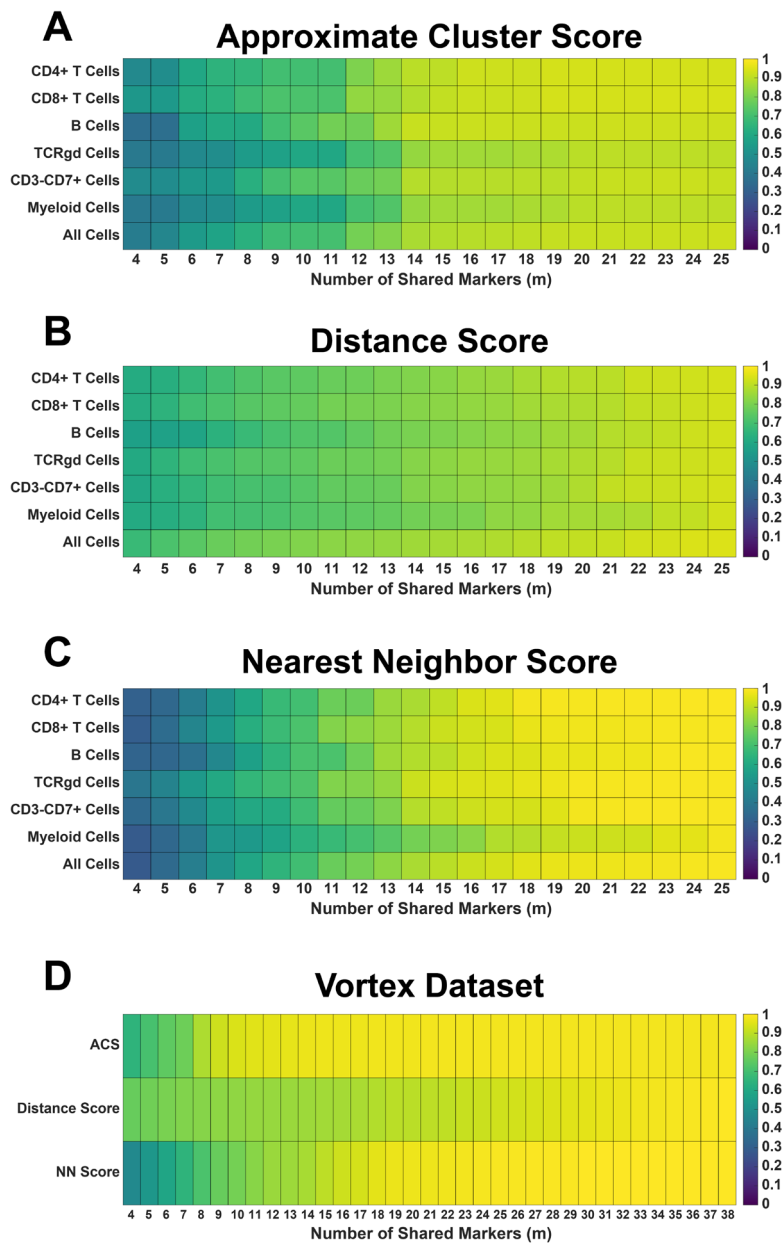 A
Approximate Cluster Score
CD4+ T Cells
CD8+ T Cells
B Cells
TCRgd Cells
CD3-CD7+ Cells
Myeloid Cells
All Cells
4 5 6 7 8 9 10 11 12 13 14 15 16 17 18 19 20 21 22 23 24 25
Number of Shared Markers (m)
1
0.9
0.8
0.7
0.6
0.5
0.4
0.3
0.2
0.1
0
B
Distance Score
CD4+ T Cells
CD8+ T Cells
B Cells
TCRgd Cells
CD3-CD7+ Cells
Myeloid Cells
All Cells
4 5 6 7 8 9 10 11 12 13 14 15 16 17 18 19 20 21 22 23 24 25
Number of Shared Markers (m)
1
0.9
0.8
0.7
0.6
0.5
0.4
0.3
0.2
0.1
0
C
Nearest Neighbor Score
CD4+ T Cells
CD8+ T Cells
B Cells
TCRgd Cells
CD3-CD7+ Cells
Myeloid Cells
All Cells
4 5 6 7 8 9 10 11 12 13 14 15 16 17 18 19 20 21 22 23 24 25
Number of Shared Markers (m)
1
0.9
0.8
0.7
0.6
0.5
0.4
0.3
0.2
0.1
0
D
Vortex Dataset
ACS
Distance Score
NN Score
4 5 6 7 8 9 10 11 12 13 14 15 16 17 18 19 20 21 22 23 24 25 26 27 28 29 30 31 32 33 34 35 36 37 38
Number of Shared Markers (m)
1
0.9
0.8
0.7
0.6
0.5
0.4
0.3
0.2
0.1
0